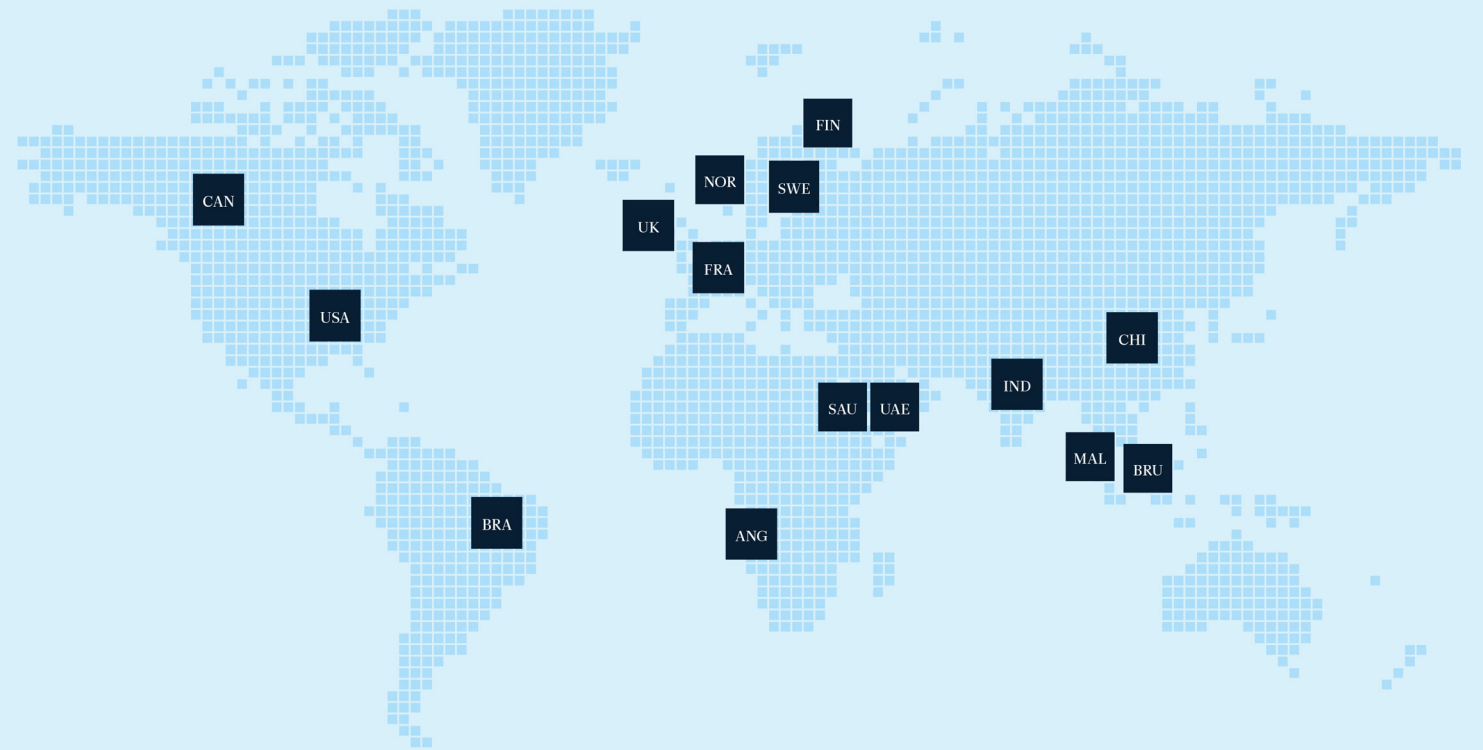 FIN
NOR
SWE
CAN
UK
FRA
USA
CHI
IND
SAU
UAE
MAL
BRU
BRA
ANG